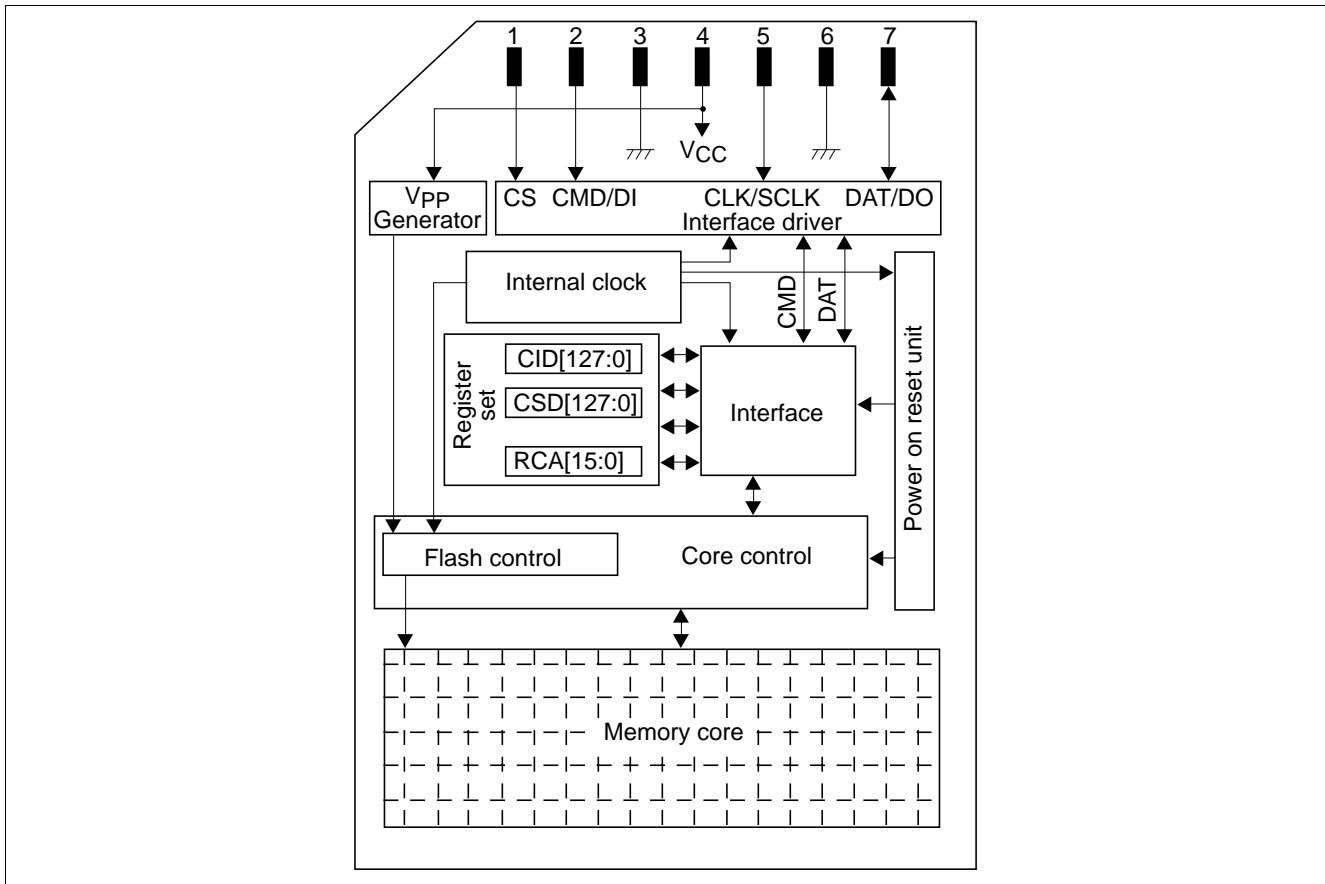 1 2 3 4 5 6 7
VCC
VPP
Generator
CS CMD/DI CLK/SCLK DAT/DO
Interface driver
Internal clock
CMD
DAT
Register
set
CID[127:0]
CSD[127:0]
RCA[15:0]
Interface
Power on reset unit
Flash control
Core control
Memory core